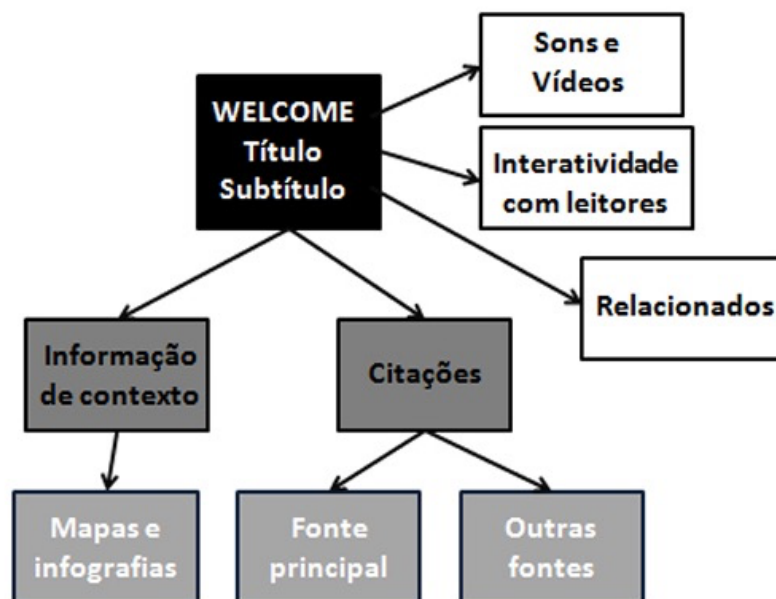 WELCOME
Título
Subtítulo
Sons e
Vídeos
Interatividade
com leitores
Relacionados
Informação
de contexto
Citações
Mapas e
infografias
Fonte
principal
Outras
fontes